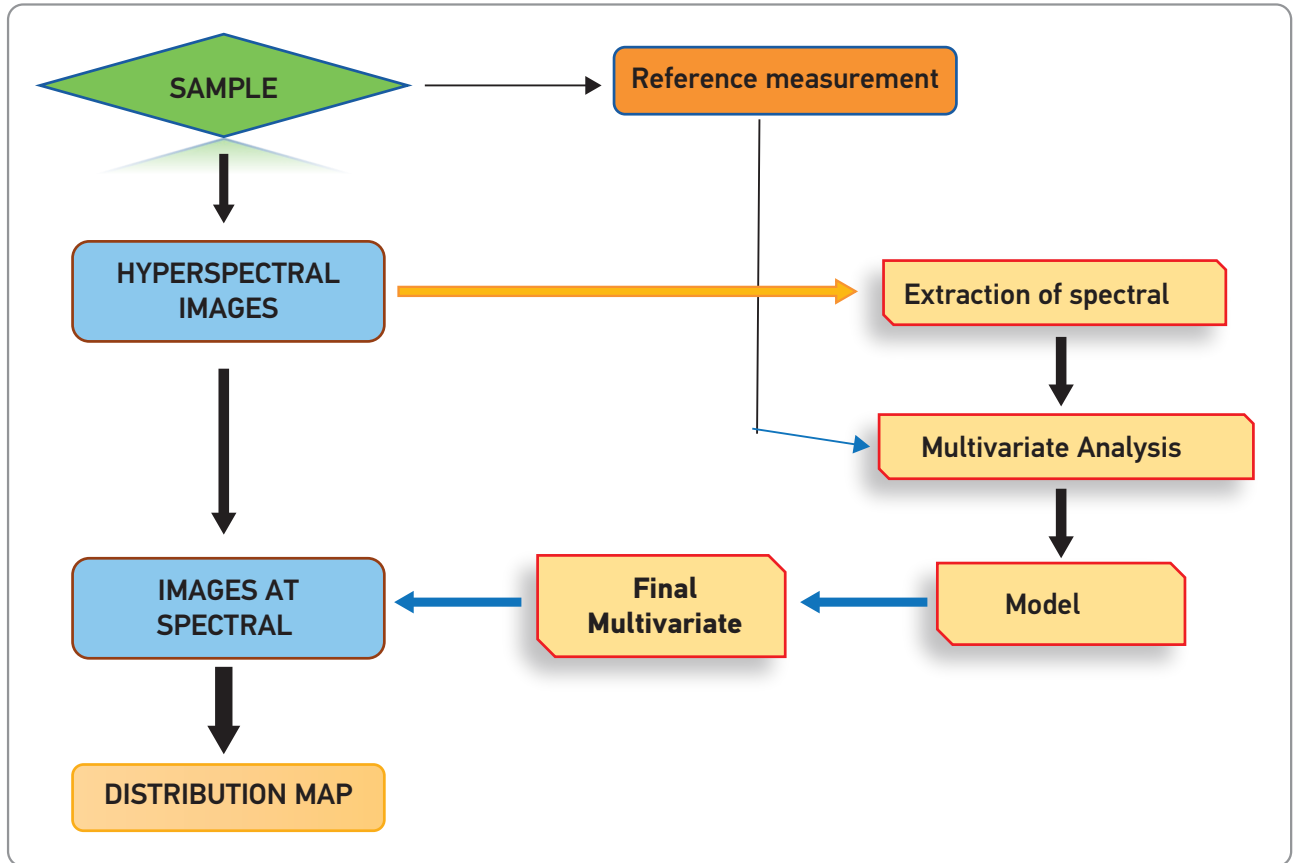 SAMPLE
Reference measurement
HYPERSPECTRAL
IMAGES
Extraction of spectral
Multivariate Analysis
Model
Final
Multivariate
IMAGES AT
SPECTRAL
DISTRIBUTION MAP